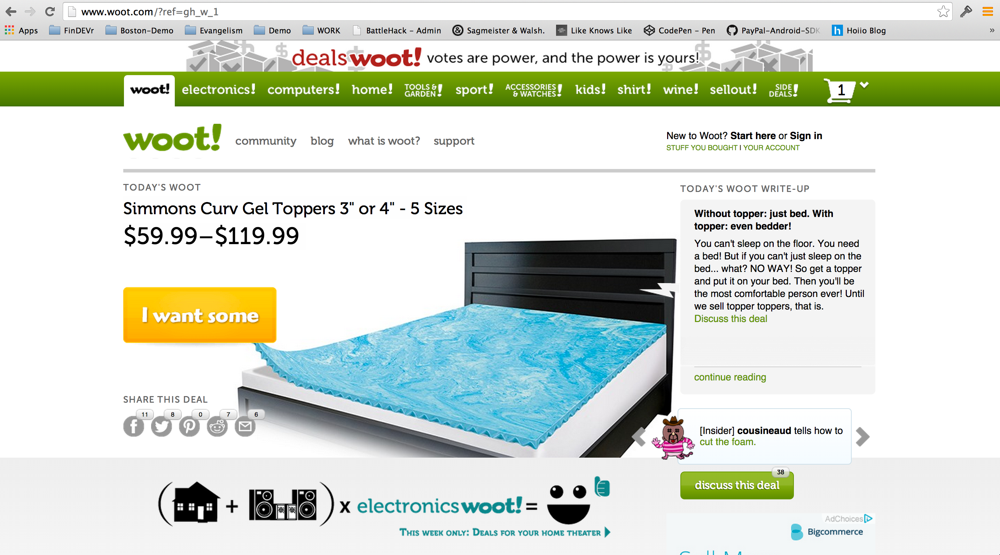 www.woot.com/?ref=gh_w_1
Apps FinDEVr Boston-Demo Evangelism Demo WORK BattleHack - Admin Sagmeister & Walsh. Like Knows Like CodePen - Pen PayPal-Android-SDK Hoiio Blog »
deals woot! votes are power, and the power is yours!
woot! electronics! computers! home! TOOLS & GARDEN! sport! ACCESSORIES & WATCHES! kids! shirt! wine! sellout! SIDE DEALS! 1
woot! community blog what is woot? support
New to Woot? Start here or Sign in
STUFF YOU BOUGHT | YOUR ACCOUNT
TODAY'S WOOT
Simmons Curv Gel Toppers 3" or 4" - 5 Sizes
$59.99–$119.99
I want some
SHARE THIS DEAL
11 8 0 7 6
TODAY'S WOOT WRITE-UP
Without topper: just bed. With
topper: even bedder!
You can't sleep on the floor. You need
a bed! But if you can't just sleep on the
bed... what? NO WAY! So get a topper
and put it on your bed. Then you'll be
the most comfortable person ever! Until
we sell topper toppers, that is.
Discuss this deal
continue reading
[Insider] cousineaud tells how to
cut the foam.
38
discuss this deal
( + ) x electronics woot! =
THIS WEEK ONLY: DEALS FOR YOUR HOME THEATER
AdChoices
Bigcommerce